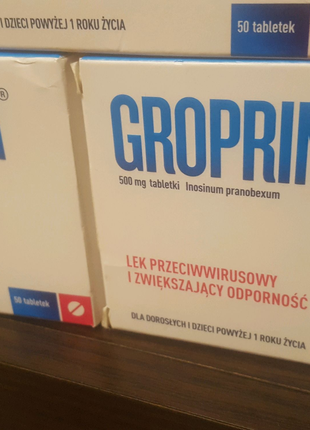 I DZIECI POWYŻEJ 1 ROKU ŻYCIA
50 tabletek
50 tabletek
GROPRIN
500 mg tabletki Inosinum pranobexum
LEK PRZECIWWIRUSOWY
I ZWIĘKSZAJĄCY ODPORNOŚĆ
DLA DOROSŁYCH I DZIECI POWYŻEJ 1 ROKU ŻYCIA